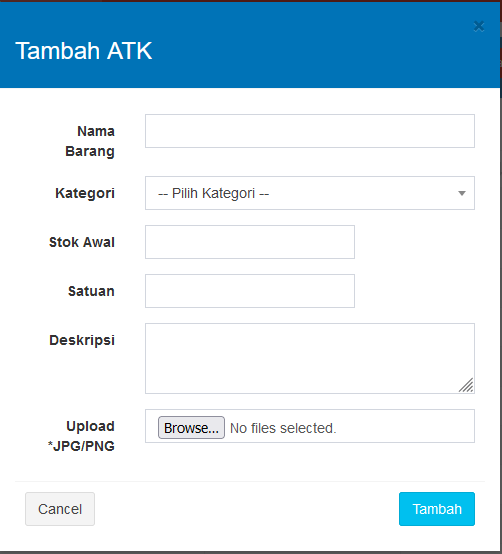 ×
Tambah ATK
Nama
Barang
Kategori
-- Pilih Kategori --
Stok Awal
Satuan
Deskripsi
Upload
*JPG/PNG
Browse... No files selected.
Cancel
Tambah